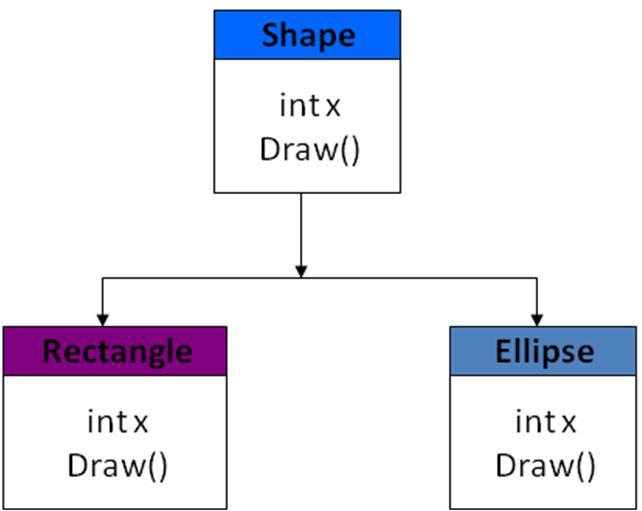 Shape
int x
Draw()
Rectangle
int x
Draw()
Ellipse
int x
Draw()